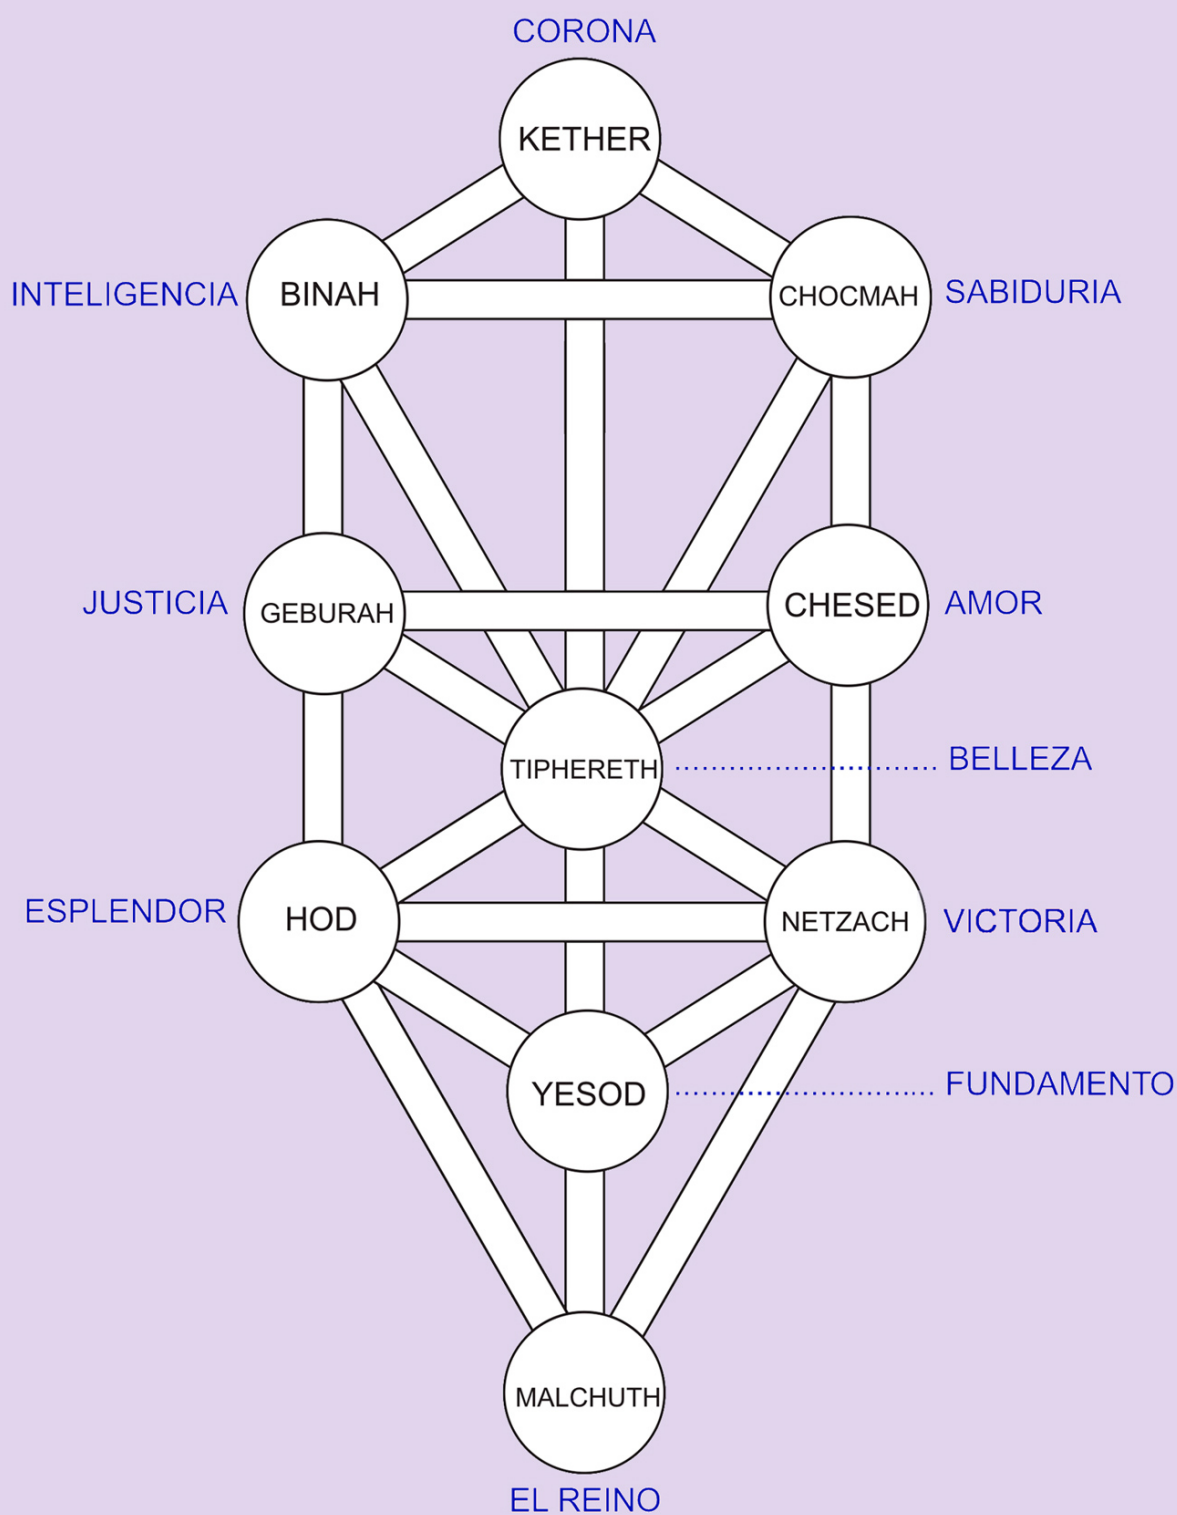 CORONA
KETHER
INTELIGENCIA BINAH CHOCMAH SABIDURIA
JUSTICIA GEBURAH CHESED AMOR
TIPHERETH BELLEZA
ESPLENDOR HOD NETZACH VICTORIA
YESOD FUNDAMENTO
MALCHUTH
EL REINO